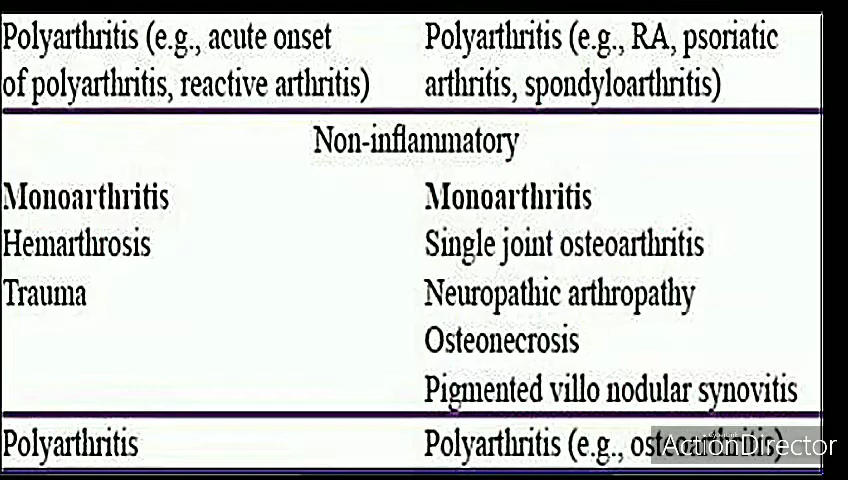 Polyarthritis (e.g., acute onset
of polyarthritis, reactive arthritis)
Polyarthritis (e.g., RA, psoriatic
arthritis, spondyloarthritis)
Non-inflammatory
Monoarthritis
Hemarthrosis
Trauma
Monoarthritis
Single joint osteoarthritis
Neuropathic arthropathy
Osteonecrosis
Pigmented villo nodular synovitis
Polyarthritis
Polyarthritis (e.g., osteoarthritis)
ActionDirector